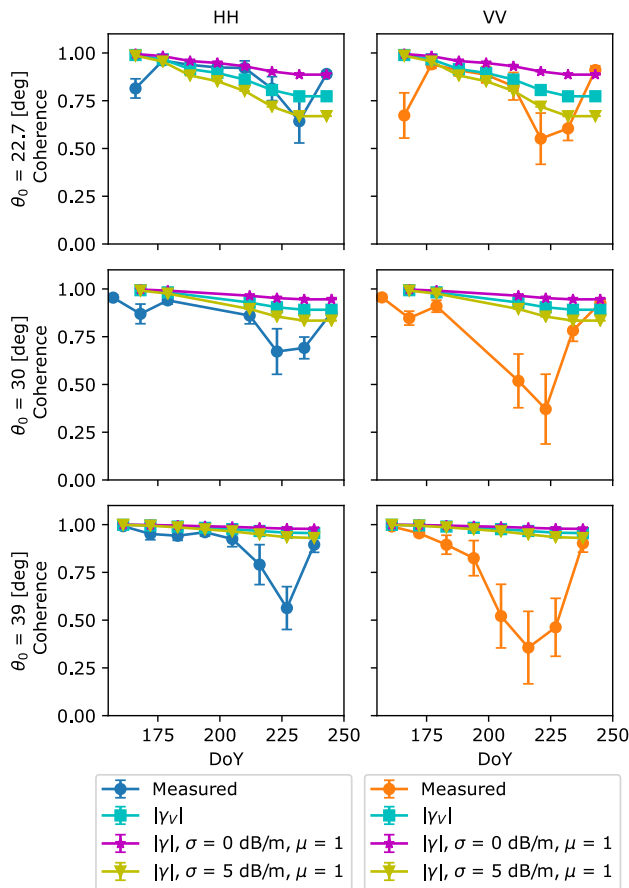 HH VV
θ₀ = 22.7 [deg]
Coherence
1.00
0.75
0.50
0.25
0.00
θ₀ = 30 [deg]
Coherence
1.00
0.75
0.50
0.25
0.00
θ₀ = 39 [deg]
Coherence
1.00
0.75
0.50
0.25
0.00
175 200 225 250 175 200 225 250
DoY DoY
Measured
|γ_V|
|γ|, σ = 0 dB/m, μ = 1
|γ|, σ = 5 dB/m, μ = 1
Measured
|γ_V|
|γ|, σ = 0 dB/m, μ = 1
|γ|, σ = 5 dB/m, μ = 1